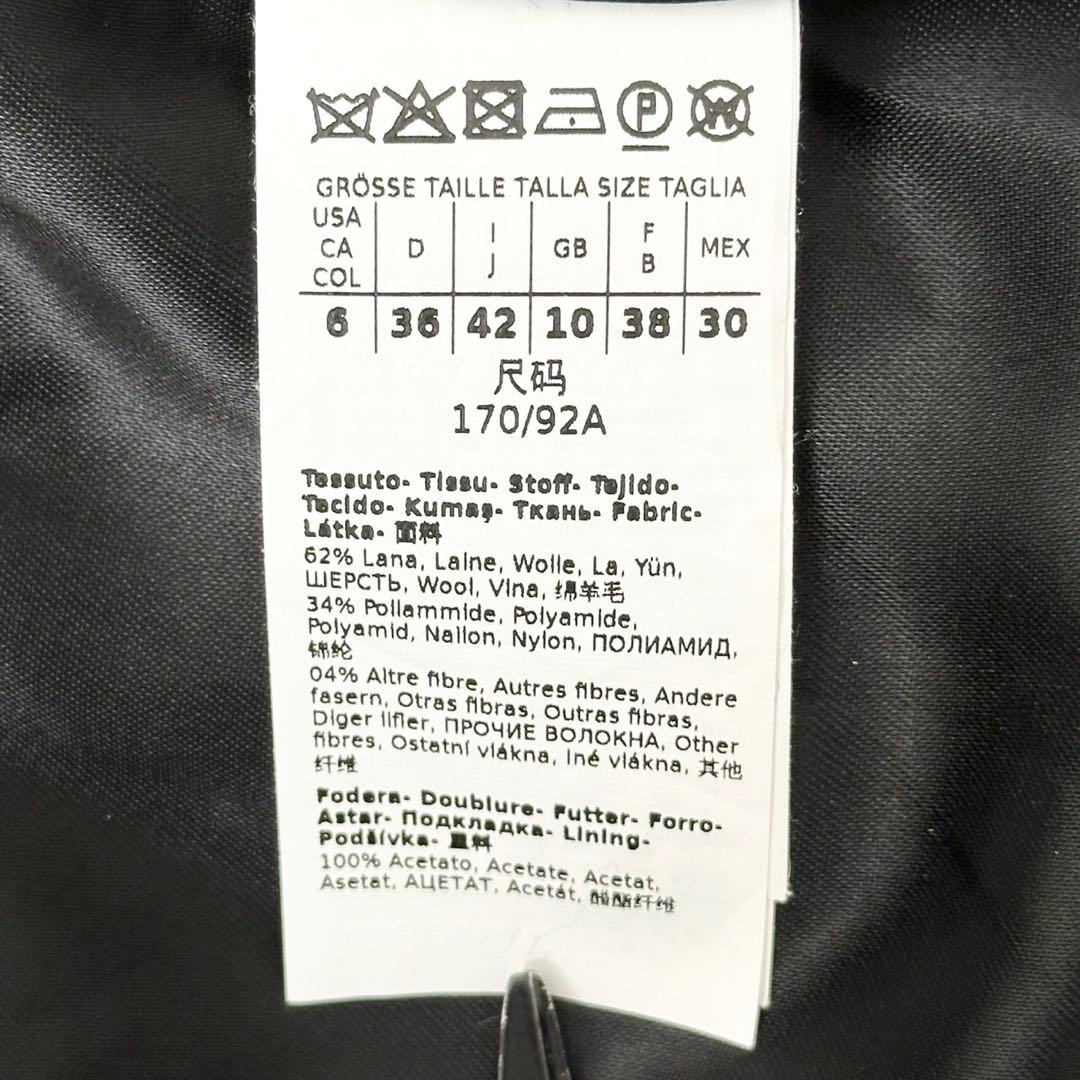 P W
GRÖSSE TAILLE TALLA SIZE TAGLIA
USA CA COL D I J GB F B MEX
6 36 42 10 38 30
尺码
170/92A
Tessuto- Tissu- Stoff- Tejido-
Tecido- Kumaş- Ткань- Fabric-
Látka- 面料
62% Lana, Laine, Wolle, La, Yün,
ШЕРСТЬ, Wool, Vlna, 绵羊毛
34% Poliammide, Polyamide,
Polyamid, Nailon, Nylon, ПОЛИАМИД,
锦纶
04% Altre fibre, Autres fibres, Andere
fasern, Otras fibras, Outras fibras,
Diger lifler, ПРОЧИЕ ВОЛОКНА, Other
fibres, Ostatní vlákna, Iné vlákna, 其他
纤维
Fodera- Doublure- Futter- Forro-
Astar- Подкладка- Lining-
Podšívka- 里料
100% Acetato, Acetate, Acetat,
Asetat, АЦЕТАТ, Acetát, 醋酯纤维